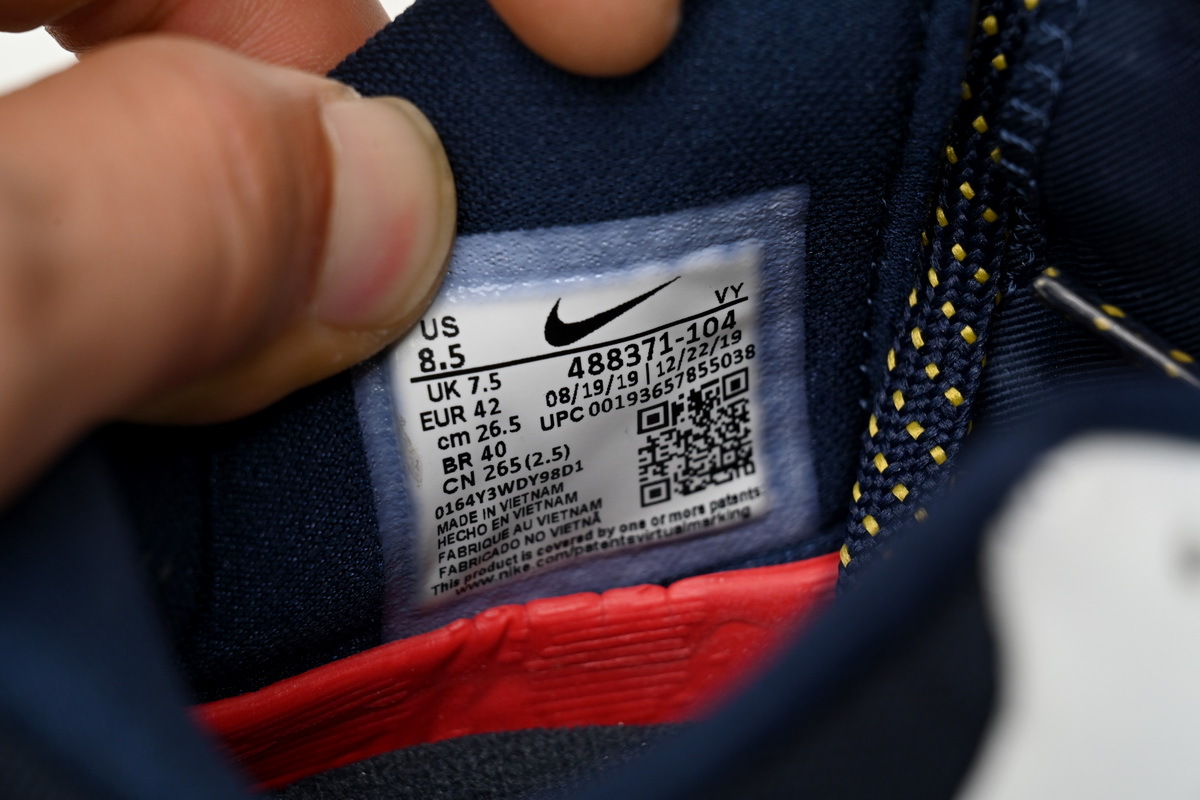 US
8.5
VY
UK 7.5
EUR 42
cm 26.5
BR 40
CN 265(2.5)
488371-104
08/19/19 | 12/22/19
UPC 00193657855038
0164Y3WDY98D1
MADE IN VIETNAM
HECHO EN VIETNAM
FABRIQUE AU VIETNAM
FABRICADO NO VIETNÃ
This product is covered by one or more patents
www.nike com/patentsvirtualmarking